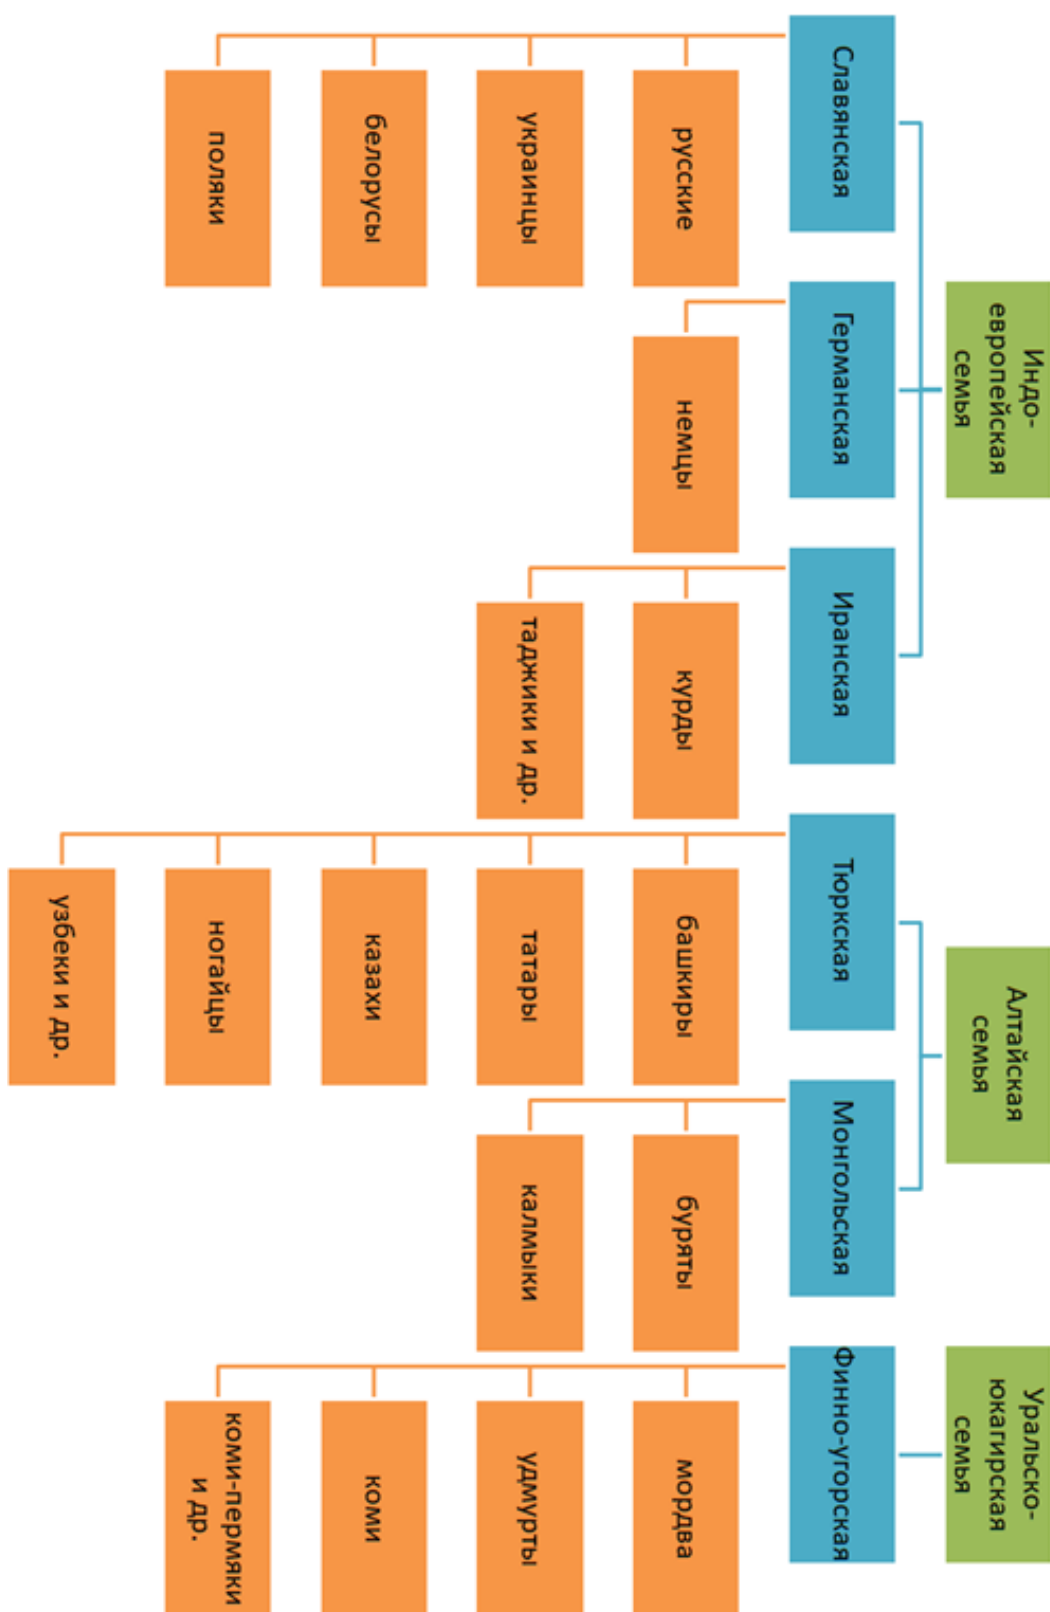 Индо-
европейская
семья
Алтайская
семья
Уральско-
юкагирская
семья
Славянская
Германская
Иранская
Тюркская
Монгольская
Финно-угорская
русские
немцы
курды
башкиры
буряты
мордва
украинцы
таджики и др.
татары
калмыки
удмурты
белорусы
казахи
коми
поляки
ногайцы
коми-пермяки
и др.
узбеки и др.